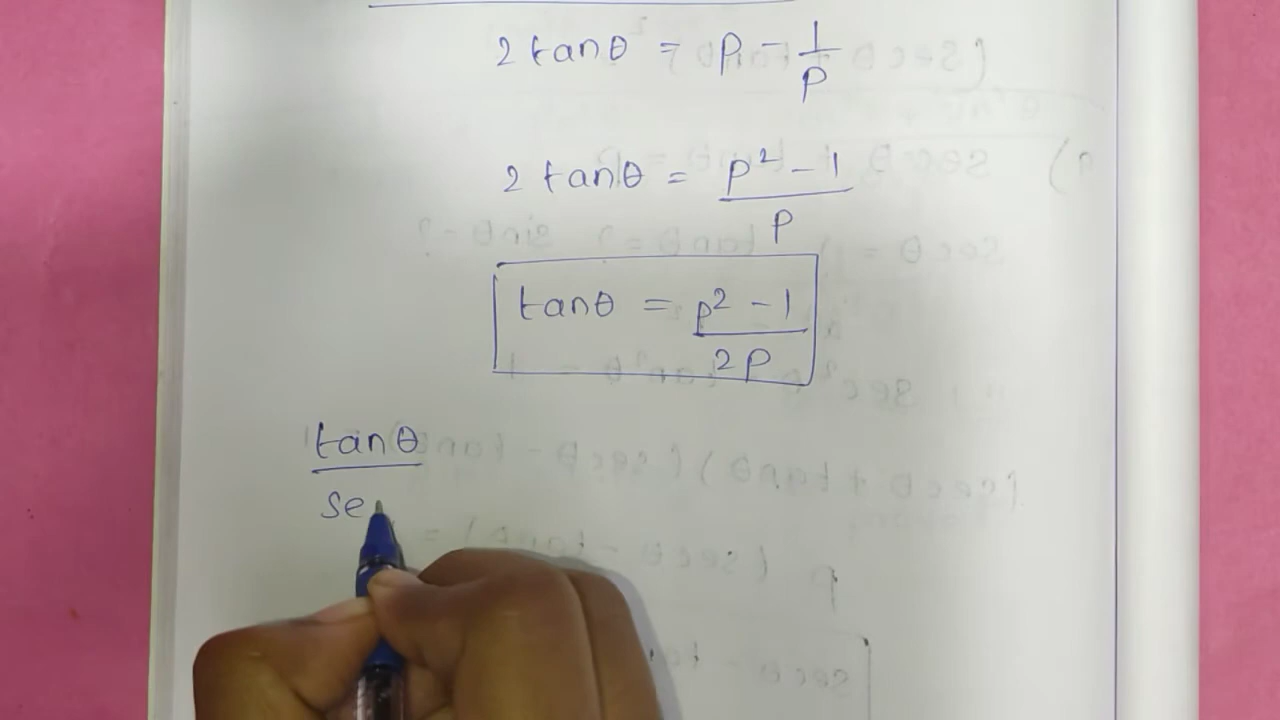 2 tanθ = p - 1/p
2 tanθ = p² - 1 / p
tanθ = p² - 1 / 2p
tanθ
se